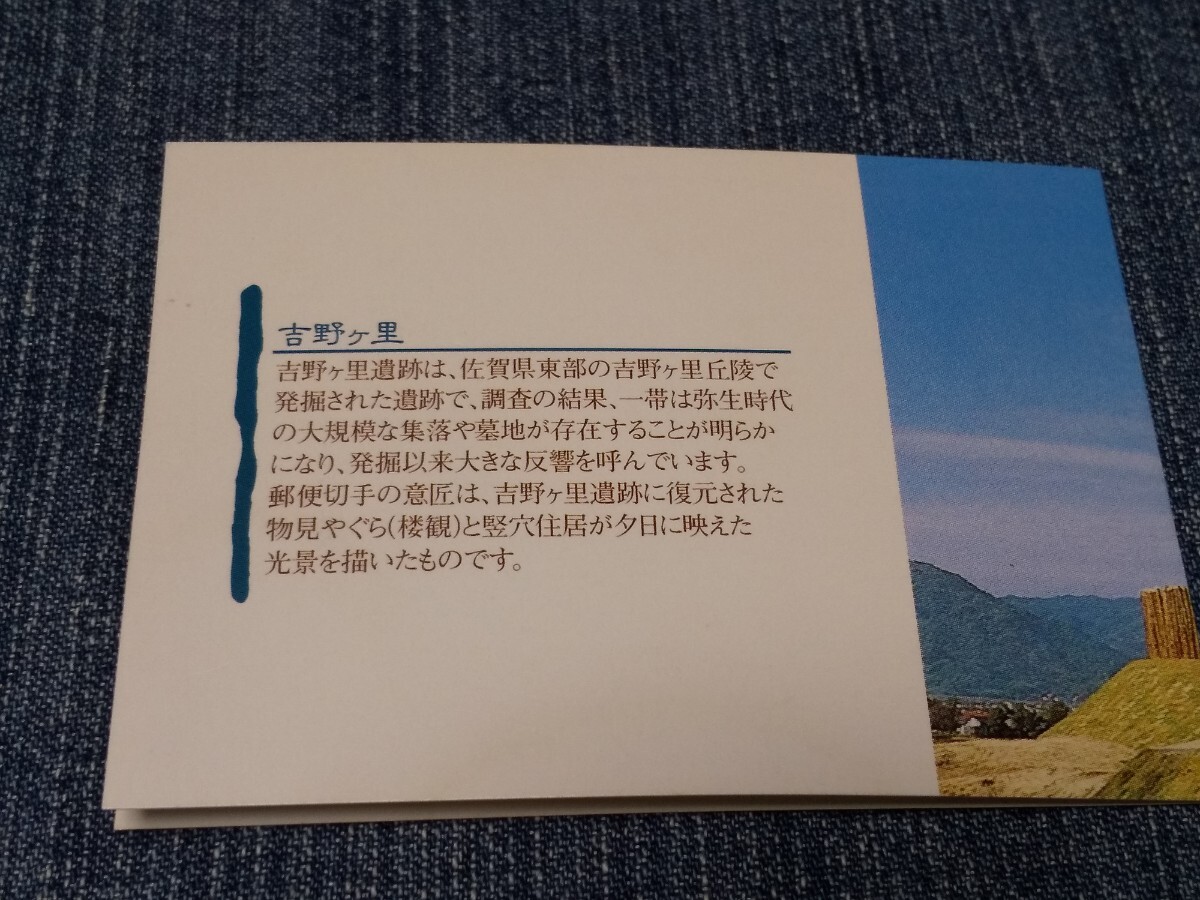 吉野ヶ里
吉野ヶ里遺跡は、佐賀県東部の吉野ヶ里丘陵で
発掘された遺跡で、調査の結果、一帯は弥生時代
の大規模な集落や墓地が存在することが明らか
になり、発掘以来大きな反響を呼んでいます。
郵便切手の意匠は、吉野ヶ里遺跡に復元された
物見やぐら(楼観)と竪穴住居が夕日に映えた
光景を描いたものです。